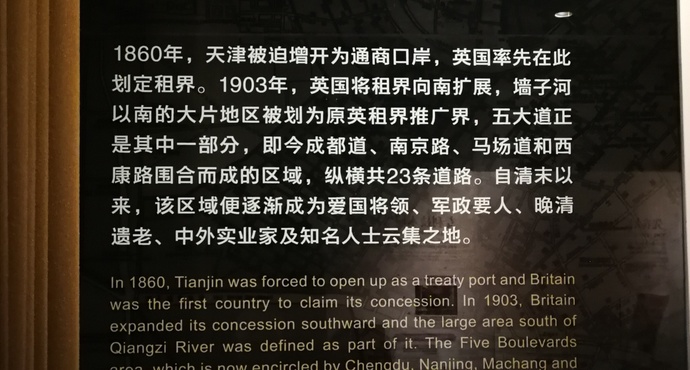 1860年，天津被迫增开为通商口岸，英国率先在此
划定租界。1903年，英国将租界向南扩展，墙子河
以南的大片地区被划为原英租界推广界，五大道正
是其中一部分，即今成都道、南京路、马场道和西
康路围合而成的区域，纵横共23条道路。自清末以
来，该区域便逐渐成为爱国将领、军政要人、晚清
遗老、中外实业家及知名人士云集之地。
In 1860, Tianjin was forced to open up as a treaty port and Britain
was the first country to claim its concession. In 1903, Britain
expanded its concession southward and the large area south of
Qiangzi River was defined as part of it. The Five Boulevards
area, which is now encircled by Chengdu, Nanjing, Machang and